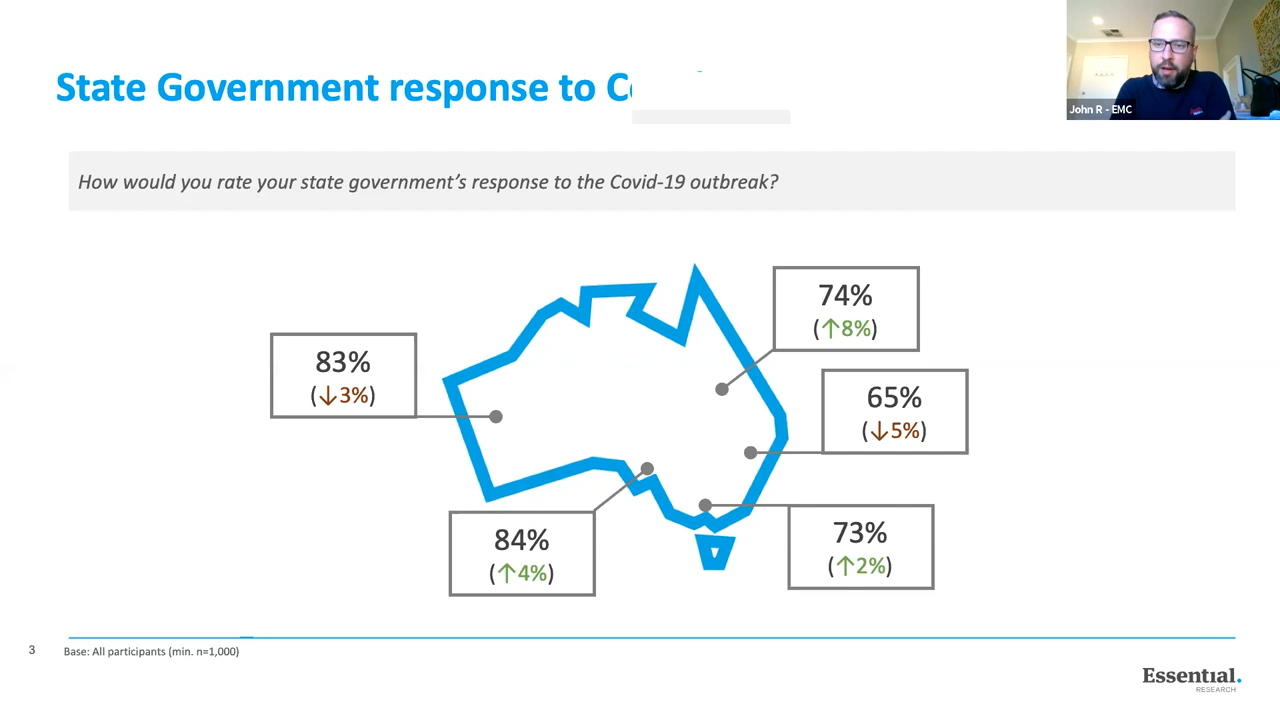 State Government response to C
John R - EMC
How would you rate your state government's response to the Covid-19 outbreak?
74%
(↑8%)
83%
(↓3%)
65%
(↓5%)
84%
(↑4%)
73%
(↑2%)
3
Base: All participants (min. n=1,000)
Essential.
RESEARCH